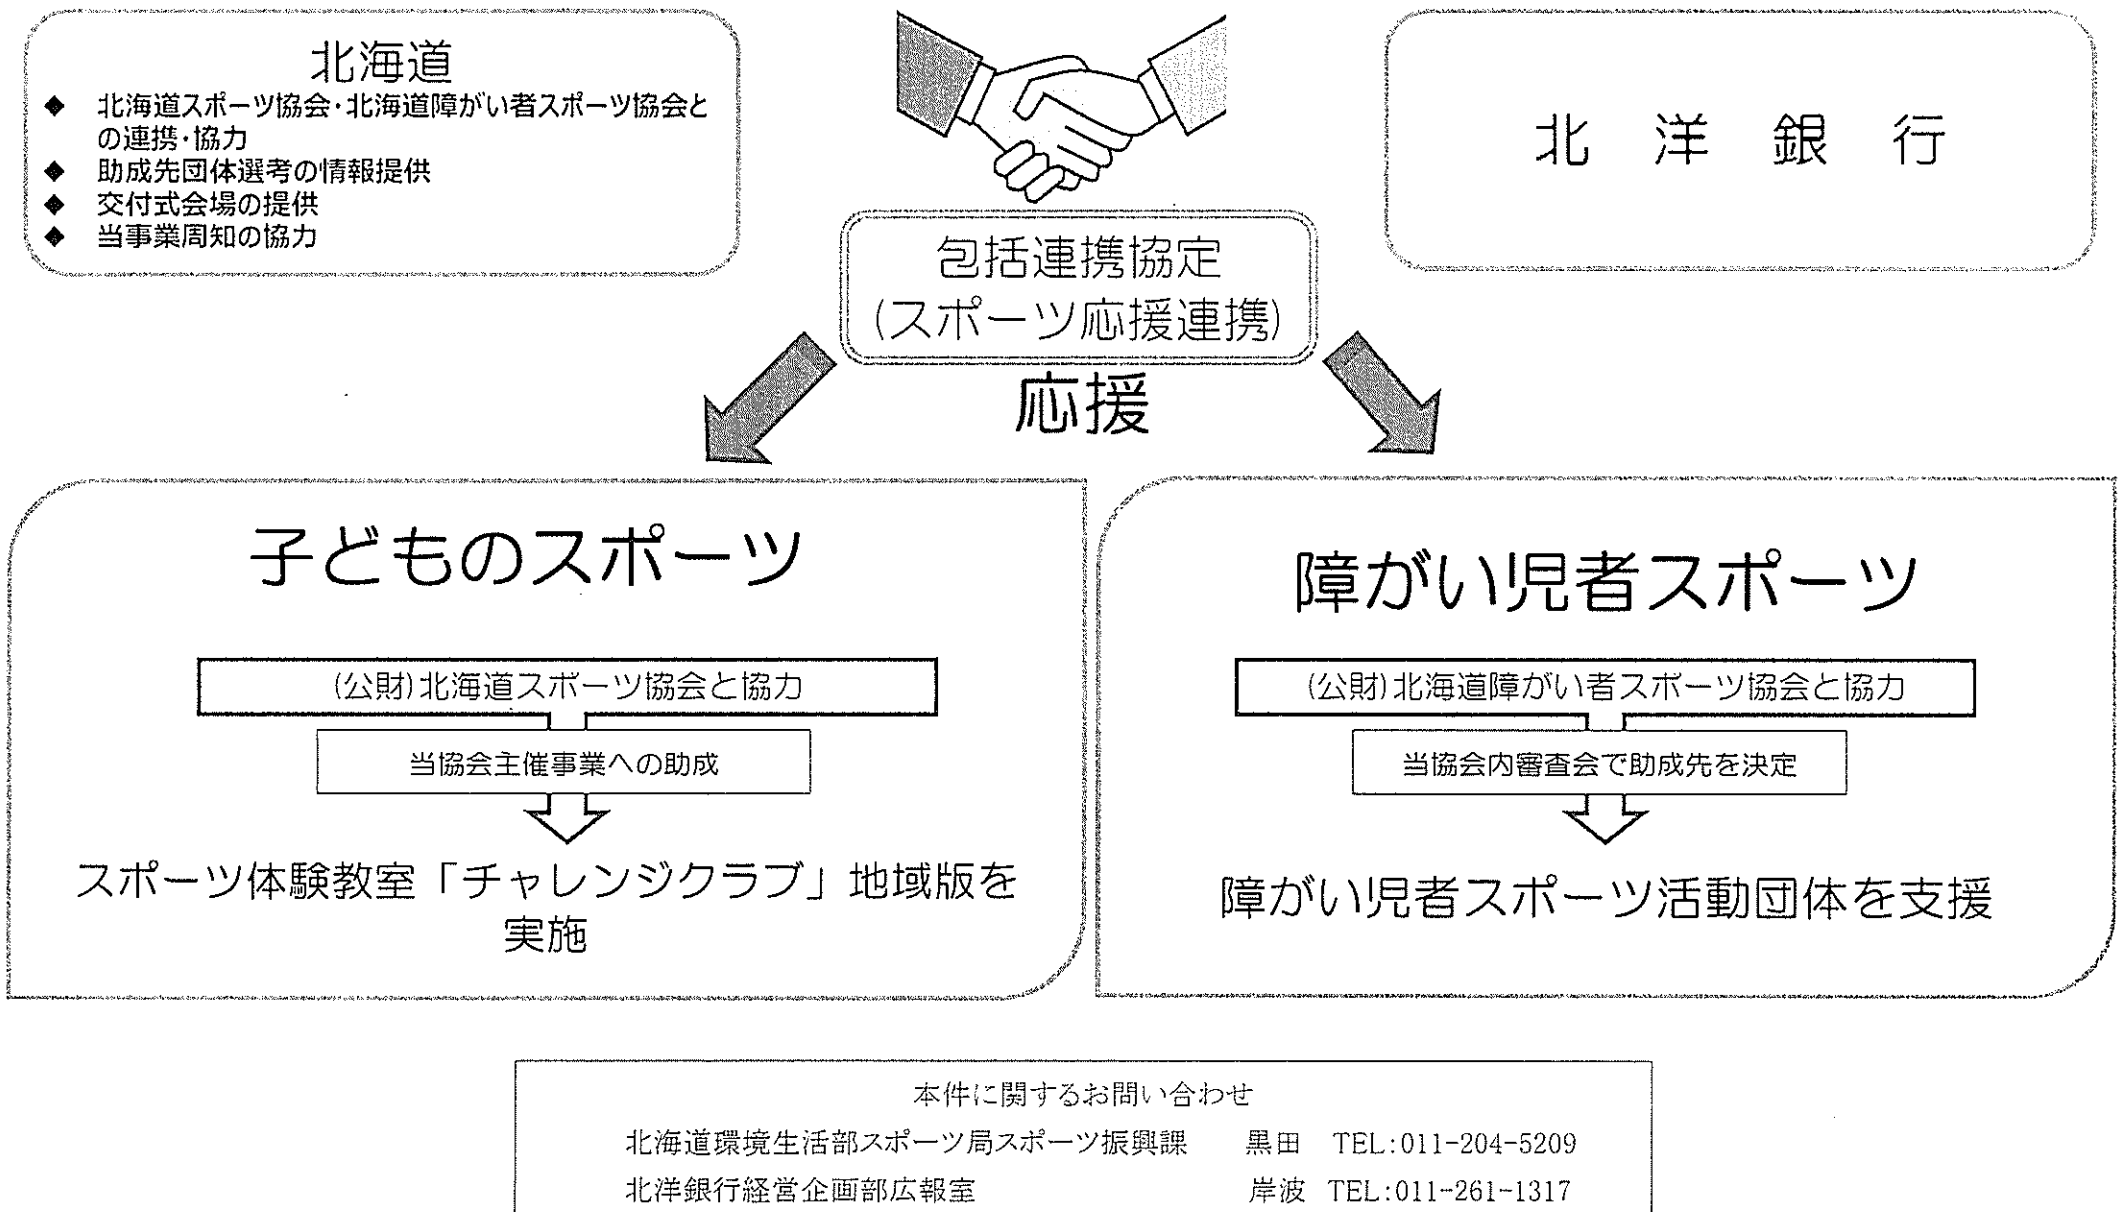 北海道
◆ 北海道スポーツ協会・北海道障がい者スポーツ協会と
の連携・協力
◆ 助成先団体選考の情報提供
◆ 交付式会場の提供
◆ 当事業周知の協力
北洋銀行
包括連携協定
(スポーツ応援連携)
応援
子どものスポーツ
(公財)北海道スポーツ協会と協力
当協会主催事業への助成
スポーツ体験教室「チャレンジクラブ」地域版を
実施
障がい児者スポーツ
(公財)北海道障がい者スポーツ協会と協力
当協会内審査会で助成先を決定
障がい児者スポーツ活動団体を支援
本件に関するお問い合わせ
北海道環境生活部スポーツ局スポーツ振興課 黒田 TEL:011-204-5209
北洋銀行経営企画部広報室 岸波 TEL:011-261-1317